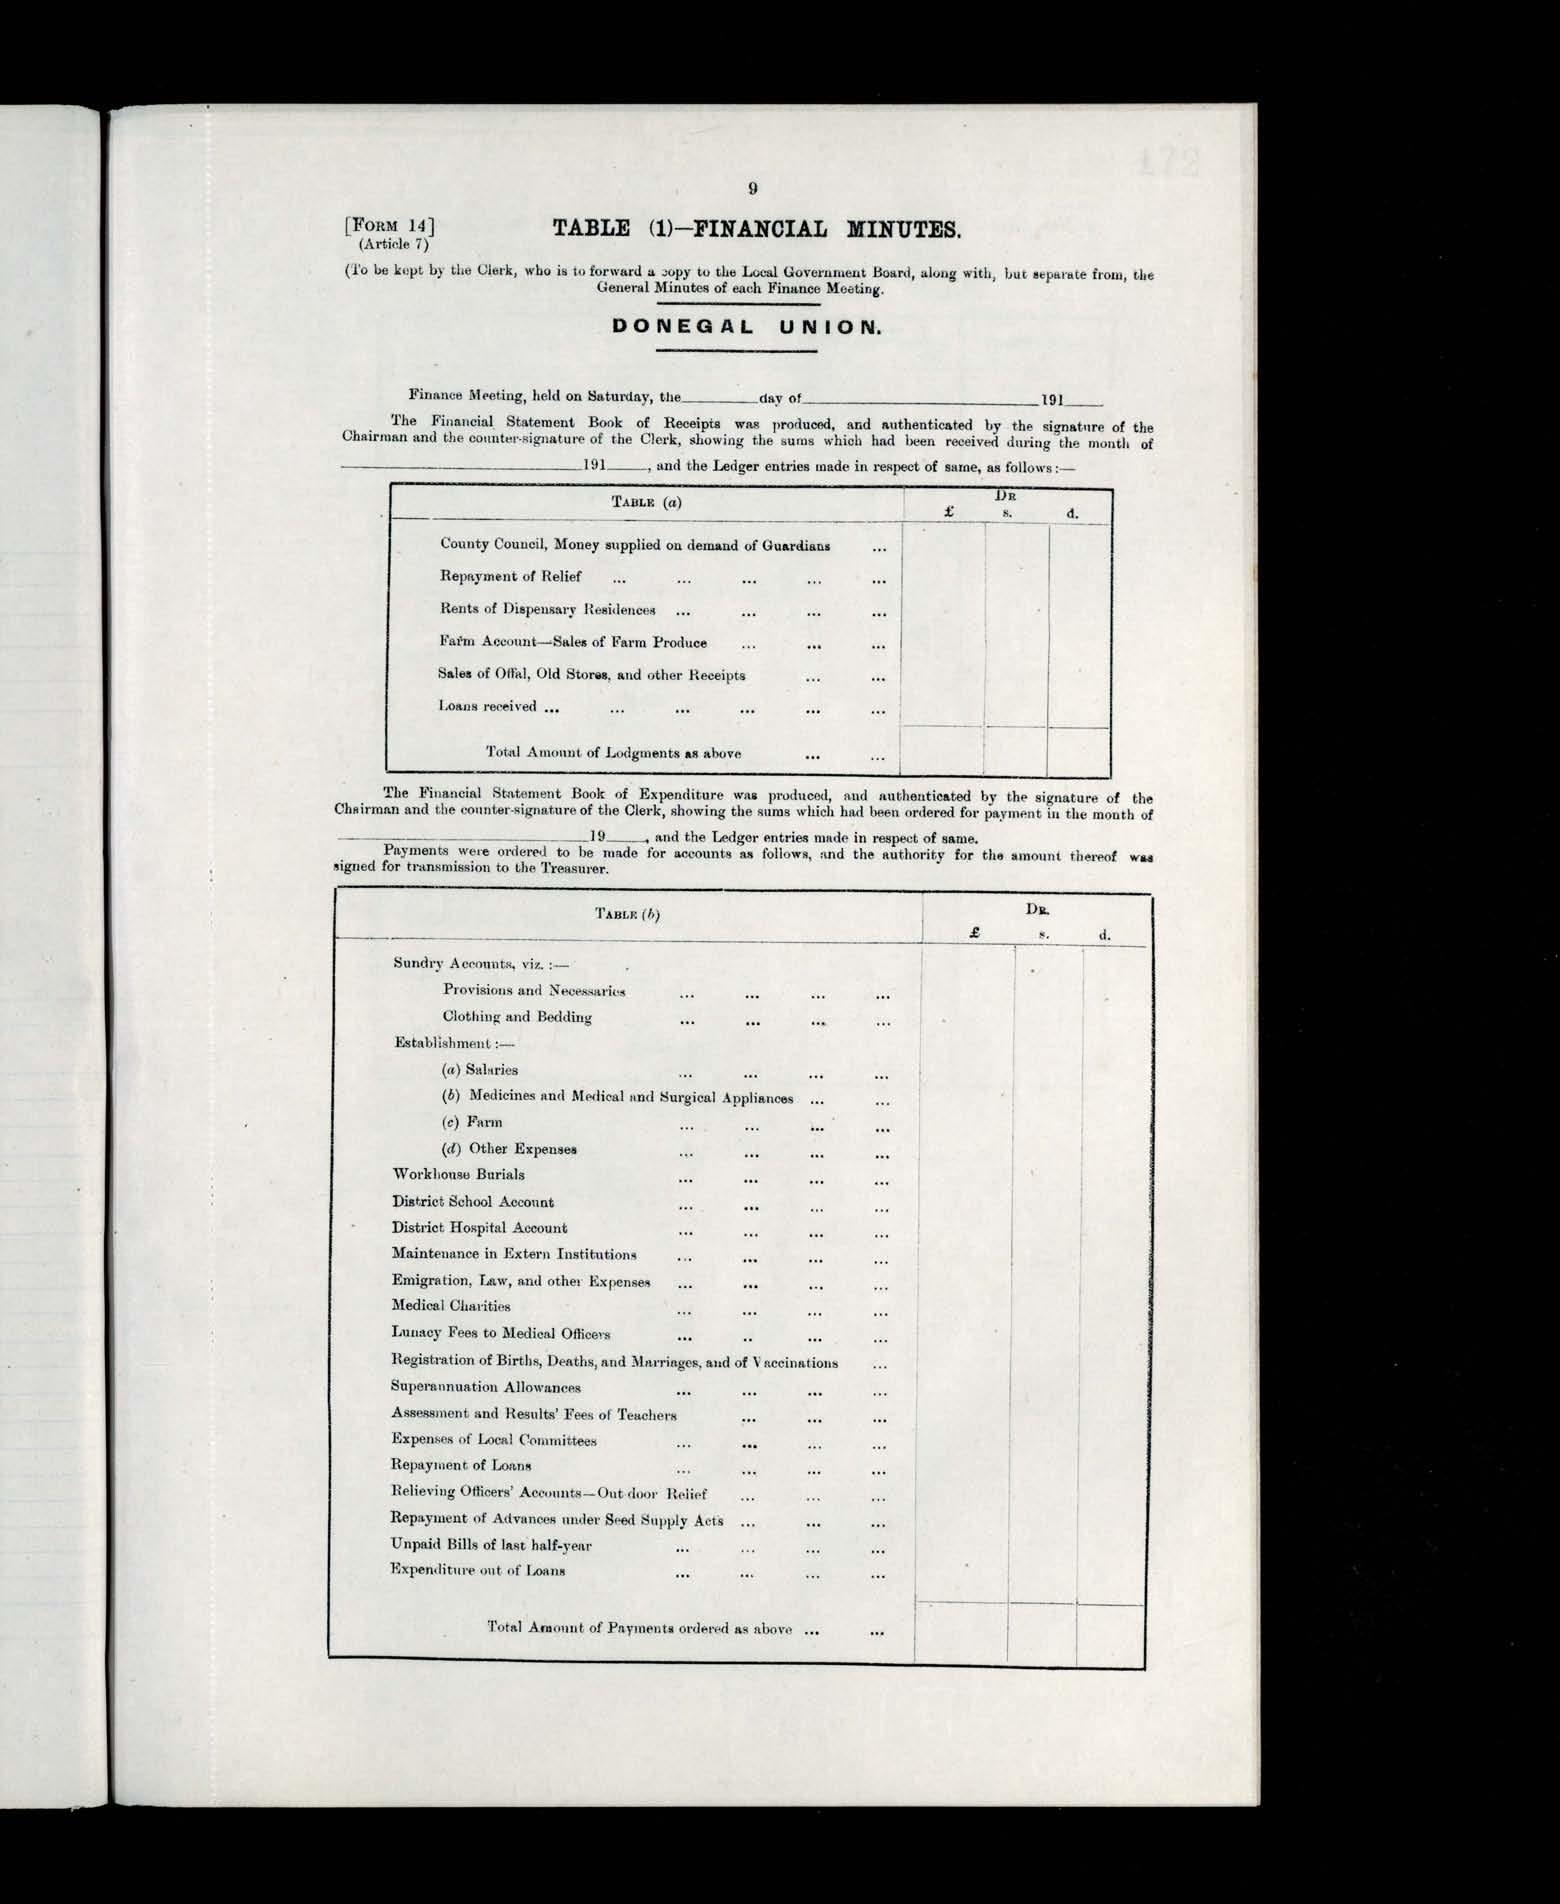 9
[FORM 14]
TABLE (1)—FINANCIAL MINUTES.
(Article 7)
(To be kept by the Clerk, who is to forward a copy to the Local Government Board, along with, but separate from, the
General Minutes of each Finance Meeting.
DONEGAL UNION.
Finance Meeting, held on Saturday, the________day of________________________191____
The Financial Statement Book of Receipts was produced, and authenticated by the signature of the
Chairman and the counter-signature of the Clerk, showing the sums which had been received during the month of
________________________191____, and the Ledger entries made in respect of same, as follows:—
TABLE (a)
DR
£ s. d.
County Council, Money supplied on demand of Guardians ...
Repayment of Relief ... ... ... ... ...
Rents of Dispensary Residences ... ... ... ...
Farm Account—Sales of Farm Produce ... ... ...
Sales of Offal, Old Stores, and other Receipts ... ...
Loans received ... ... ... ... ... ...
Total Amount of Lodgments as above ... ...
The Financial Statement Book of Expenditure was produced, and authenticated by the signature of the
Chairman and the counter-signature of the Clerk, showing the sums which had been ordered for payment in the month of
________________________19____, and the Ledger entries made in respect of same.
Payments were ordered to be made for accounts as follows, and the authority for the amount thereof was
signed for transmission to the Treasurer.
TABLE (b)
DR.
£ s. d.
Sundry Accounts, viz. :—
Provisions and Necessaries ... ... ... ...
Clothing and Bedding ... ... ... ...
Establishment :—
(a) Salaries ... ... ... ...
(b) Medicines and Medical and Surgical Appliances ... ...
(c) Farm ... ... ... ...
(d) Other Expenses ... ... ... ...
Workhouse Burials ... ... ... ...
District School Account ... ... ... ...
District Hospital Account ... ... ... ...
Maintenance in Extern Institutions ... ... ... ...
Emigration, Law, and other Expenses ... ... ... ...
Medical Charities ... ... ... ...
Lunacy Fees to Medical Officers ... .. ... ...
Registration of Births, Deaths, and Marriages, and of Vaccinations ...
Superannuation Allowances ... ... ... ...
Assessment and Results' Fees of Teachers ... ... ...
Expenses of Local Committees ... ... ... ...
Repayment of Loans ... ... ... ...
Relieving Officers' Accounts—Out door Relief ... ... ...
Repayment of Advances under Seed Supply Acts ... ... ...
Unpaid Bills of last half-year ... ... ... ...
Expenditure out of Loans ... ... ... ...
Total Amount of Payments ordered as above ... ...